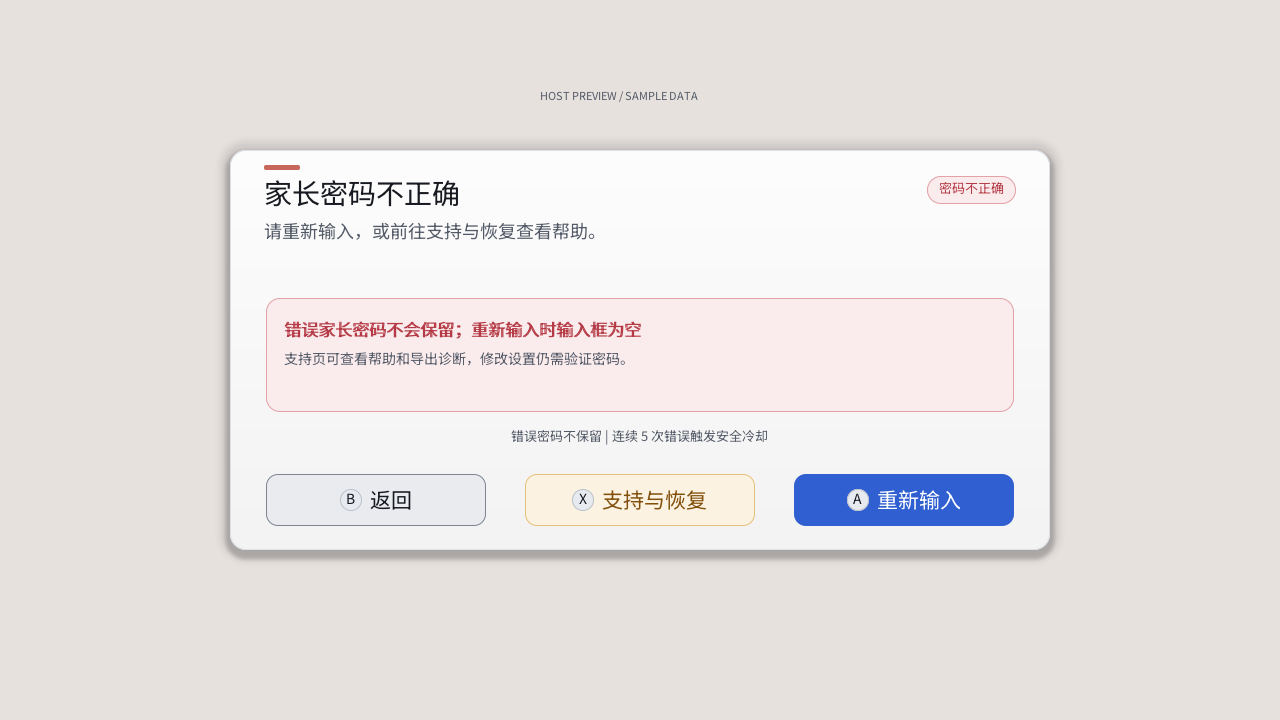 HOST PREVIEW / SAMPLE DATA
家长密码不正确
密码不正确
请重新输入，或前往支持与恢复查看帮助。
错误家长密码不会保留；重新输入时输入框为空
支持页可查看帮助和导出诊断，修改设置仍需验证密码。
错误密码不保留 | 连续 5 次错误触发安全冷却
B 返回
X 支持与恢复
A 重新输入